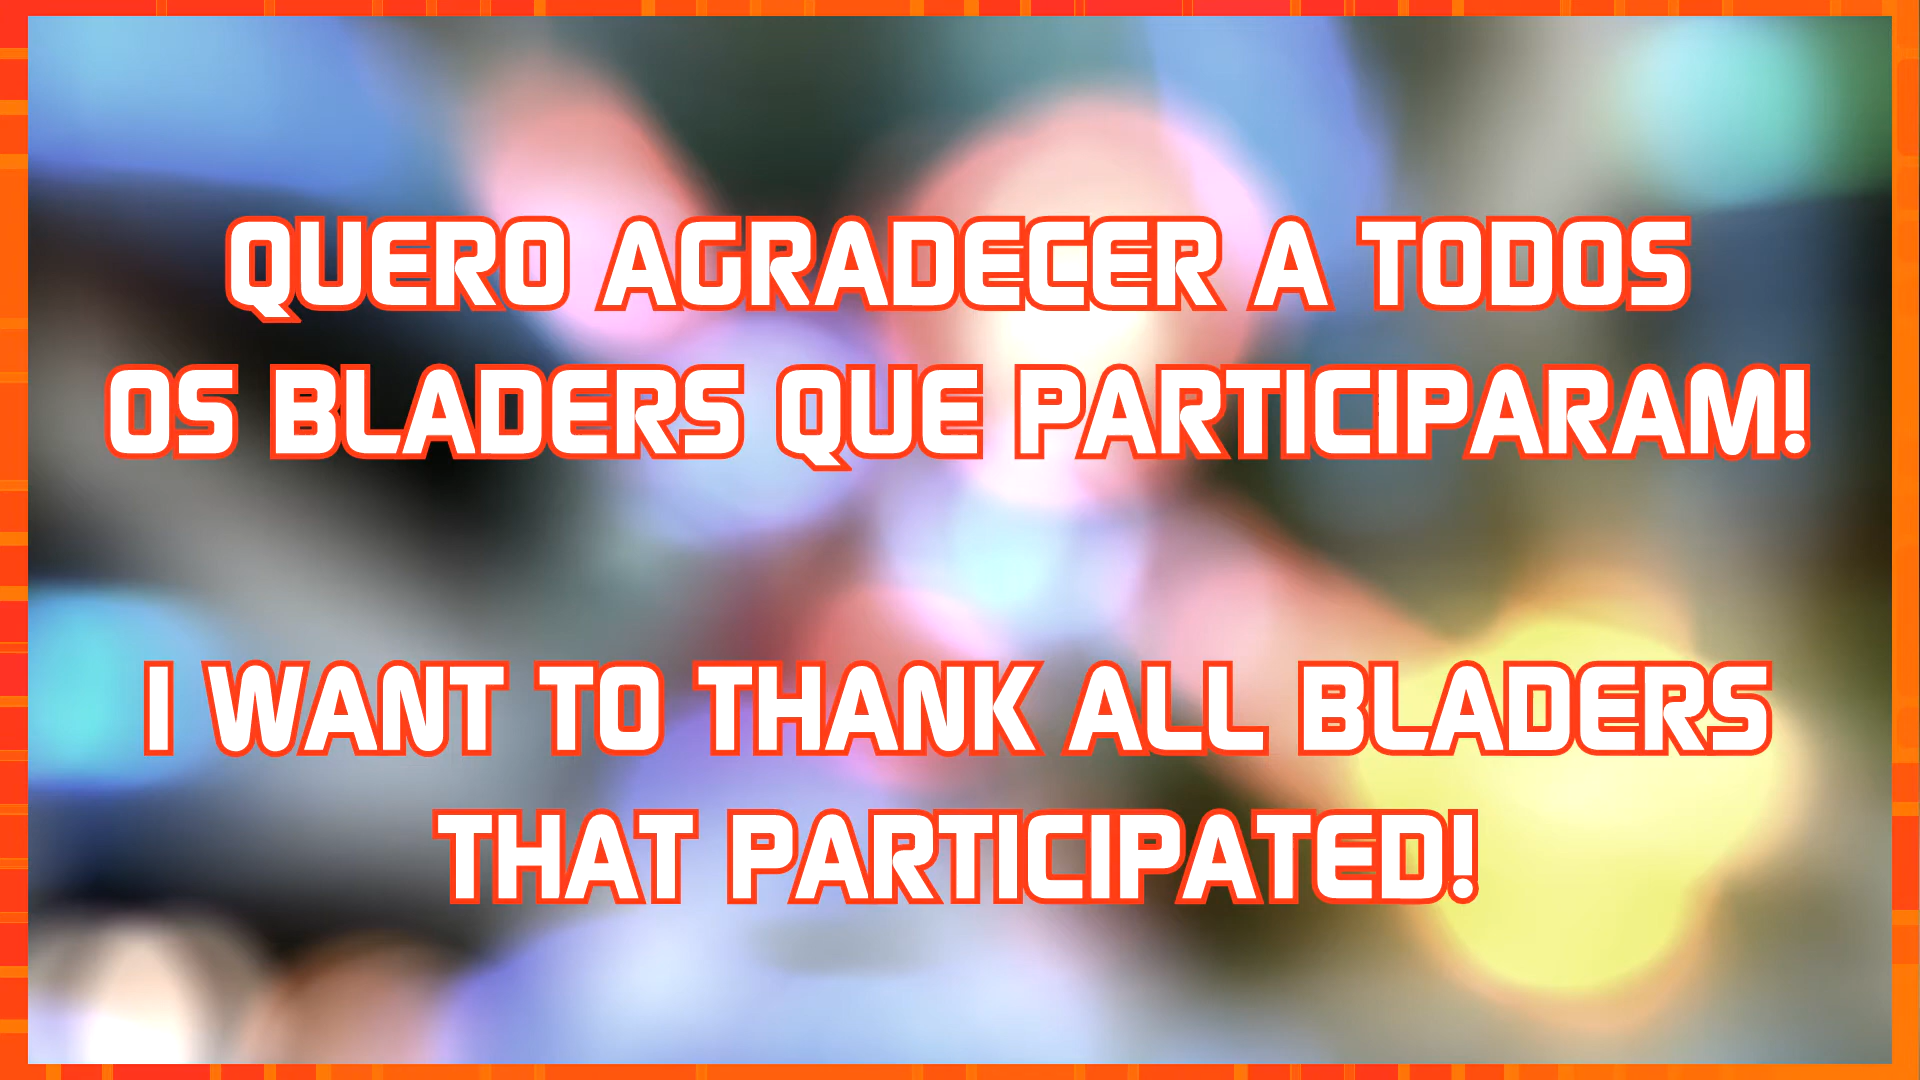 QUERO AGRADECER A TODOS
OS BLADERS QUE PARTICIPARAM!
I WANT TO THANK ALL BLADERS
THAT PARTICIPATED!